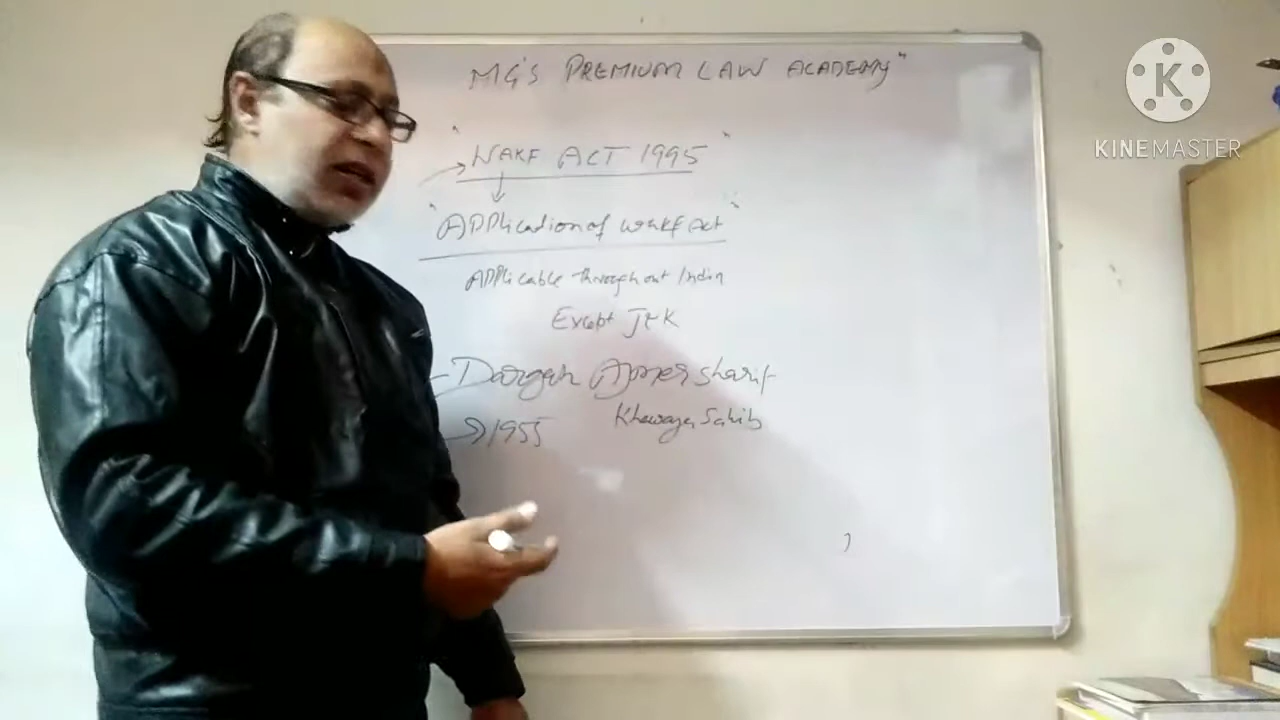 MG'S PREMIUM LAW ACADEMY"
K
KINEMASTER
"WAKF ACT 1995"
"Application of Wakf Act"
Applicable throughout India
Except J&K
- Dargah Ajmer Sharif
Khawaja Sahib
→ 1955